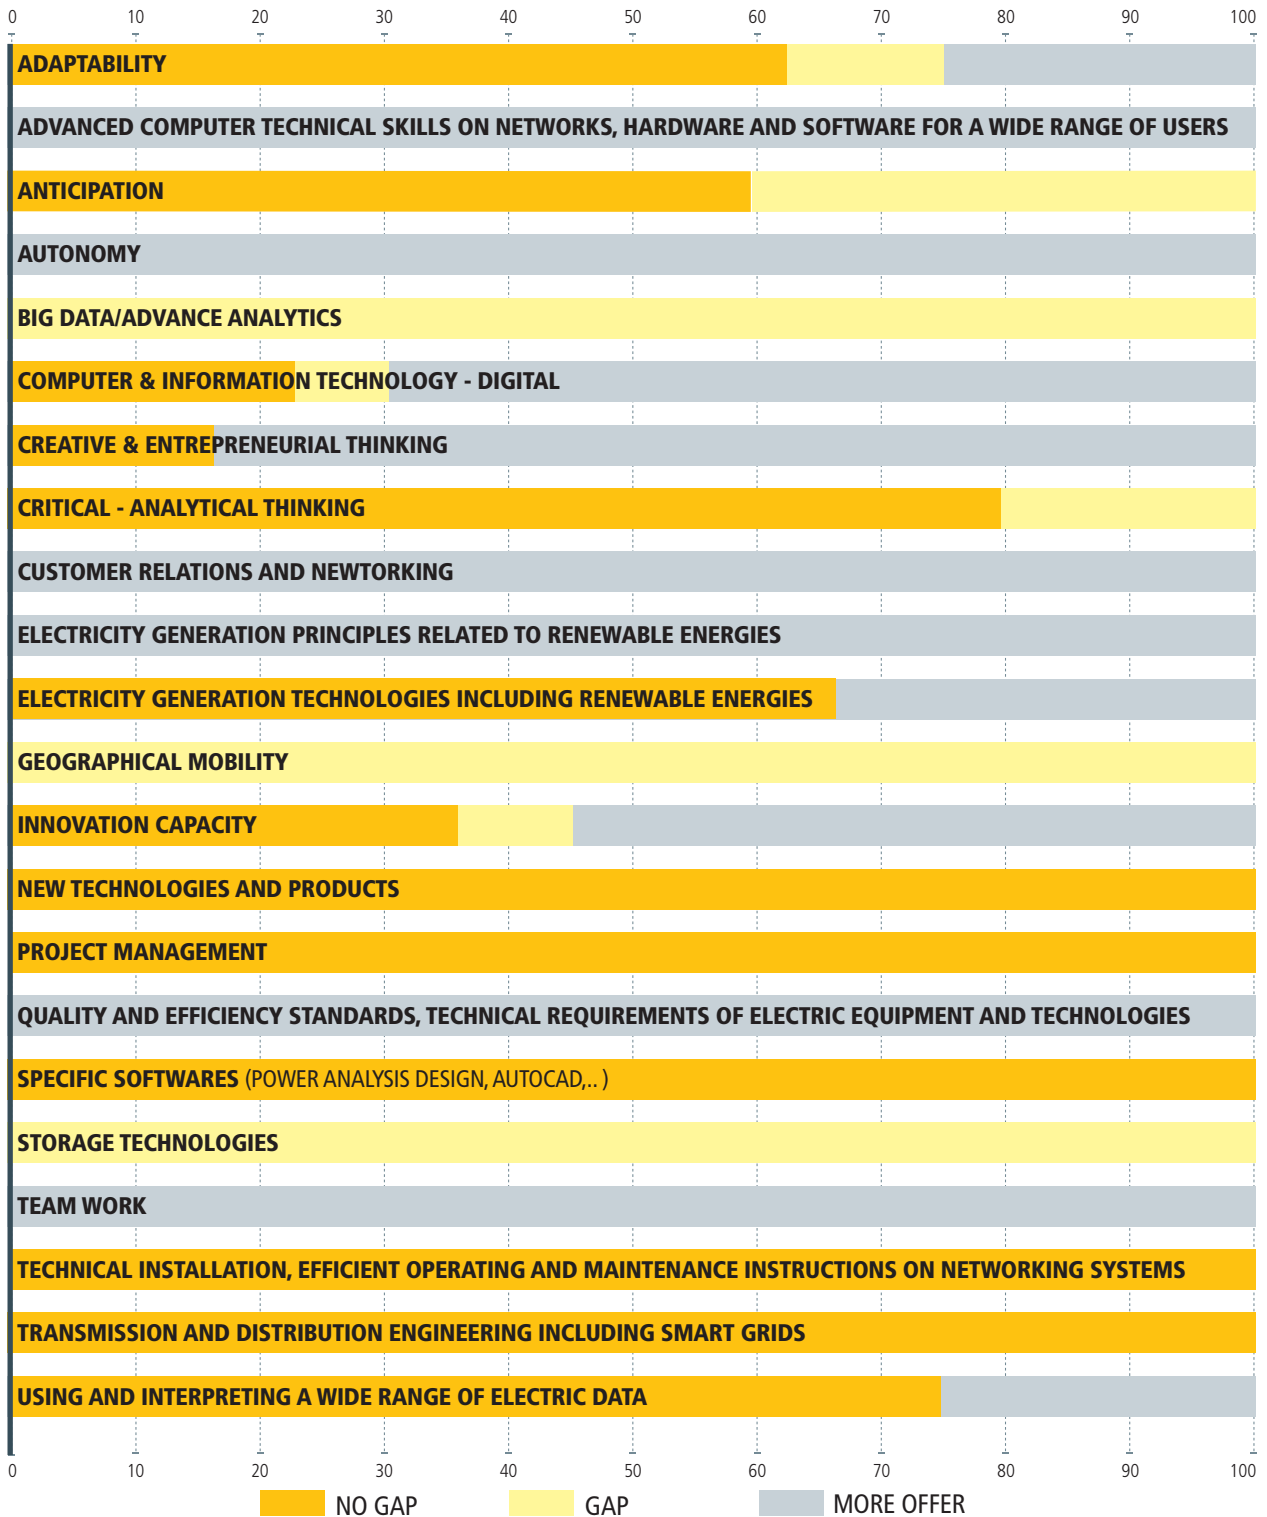 0 10 20 30 40 50 60 70 80 90 100
ADAPTABILITY
ADVANCED COMPUTER TECHNICAL SKILLS ON NETWORKS, HARDWARE AND SOFTWARE FOR A WIDE RANGE OF USERS
ANTICIPATION
AUTONOMY
BIG DATA/ADVANCE ANALYTICS
COMPUTER & INFORMATION TECHNOLOGY - DIGITAL
CREATIVE & ENTREPRENEURIAL THINKING
CRITICAL - ANALYTICAL THINKING
CUSTOMER RELATIONS AND NEWTORKING
ELECTRICITY GENERATION PRINCIPLES RELATED TO RENEWABLE ENERGIES
ELECTRICITY GENERATION TECHNOLOGIES INCLUDING RENEWABLE ENERGIES
GEOGRAPHICAL MOBILITY
INNOVATION CAPACITY
NEW TECHNOLOGIES AND PRODUCTS
PROJECT MANAGEMENT
QUALITY AND EFFICIENCY STANDARDS, TECHNICAL REQUIREMENTS OF ELECTRIC EQUIPMENT AND TECHNOLOGIES
SPECIFIC SOFTWARES (POWER ANALYSIS DESIGN, AUTOCAD,.. )
STORAGE TECHNOLOGIES
TEAM WORK
TECHNICAL INSTALLATION, EFFICIENT OPERATING AND MAINTENANCE INSTRUCTIONS ON NETWORKING SYSTEMS
TRANSMISSION AND DISTRIBUTION ENGINEERING INCLUDING SMART GRIDS
USING AND INTERPRETING A WIDE RANGE OF ELECTRIC DATA
0 10 20 30 40 50 60 70 80 90 100
NO GAP GAP MORE OFFER